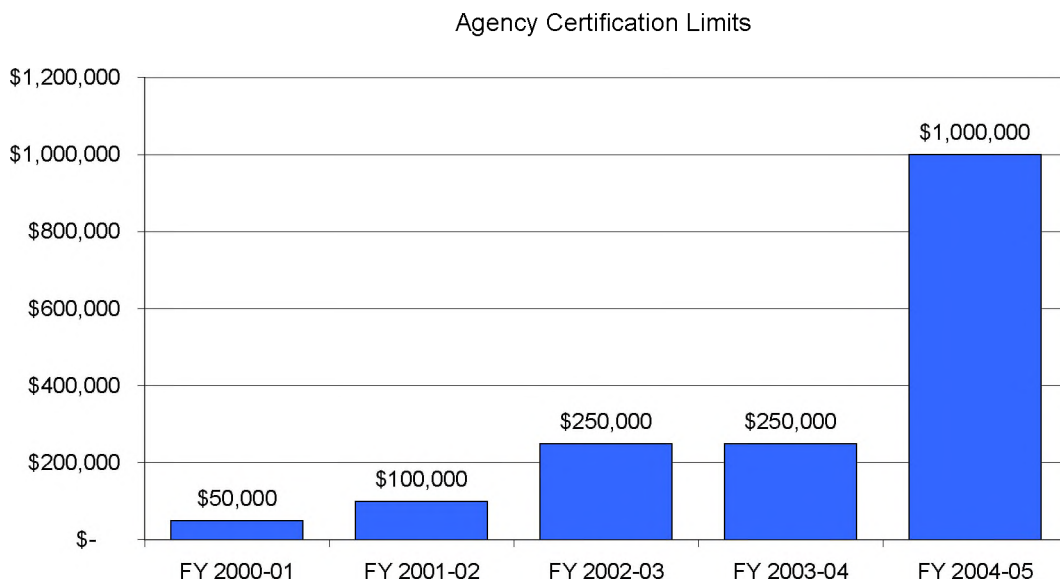 Agency Certification Limits
$1,200,000
$1,000,000
$800,000
$600,000
$400,000
$200,000
$-
$50,000
$100,000
$250,000
$250,000
$1,000,000
FY 2000-01
FY 2001-02
FY 2002-03
FY 2003-04
FY 2004-05